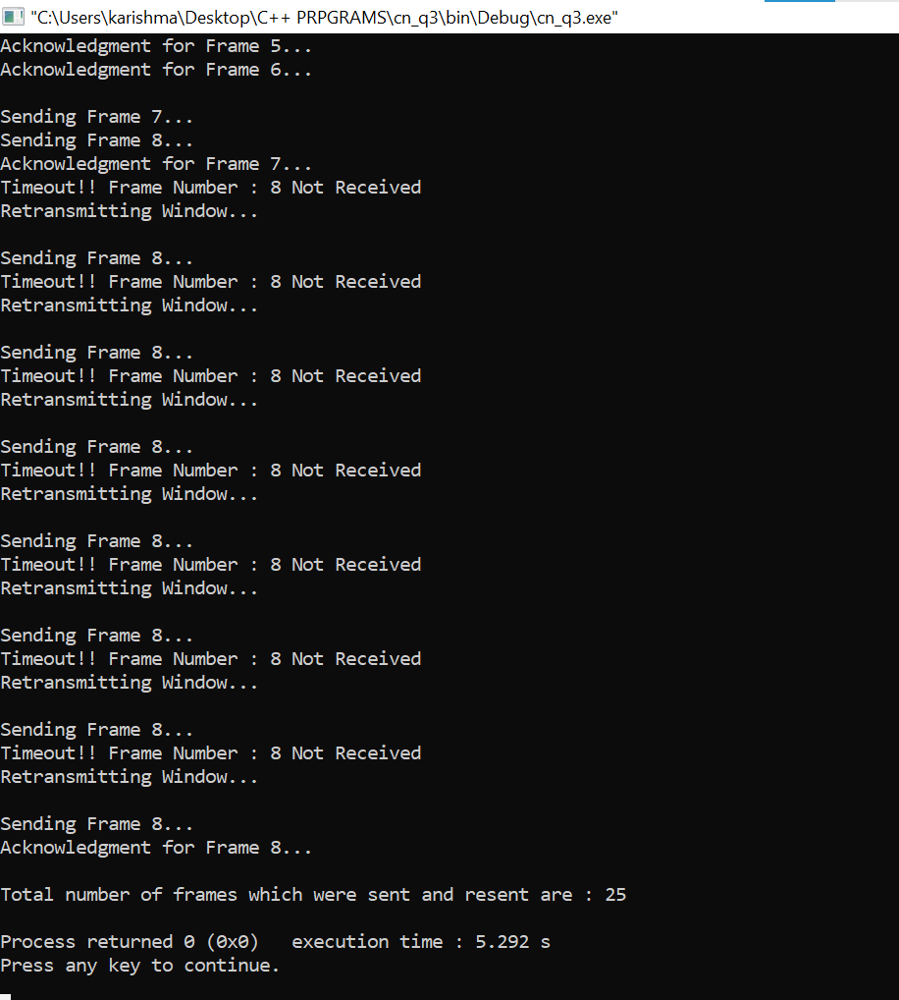 "C:\Users\karishma\Desktop\C++ PRPGRAMS\cn_q3\bin\Debug\cn_q3.exe"
Acknowledgment for Frame 5...
Acknowledgment for Frame 6...
Sending Frame 7...
Sending Frame 8...
Acknowledgment for Frame 7...
Timeout!! Frame Number : 8 Not Received
Retransmitting Window...
Sending Frame 8...
Timeout!! Frame Number : 8 Not Received
Retransmitting Window...
Sending Frame 8...
Timeout!! Frame Number : 8 Not Received
Retransmitting Window...
Sending Frame 8...
Timeout!! Frame Number : 8 Not Received
Retransmitting Window...
Sending Frame 8...
Timeout!! Frame Number : 8 Not Received
Retransmitting Window...
Sending Frame 8...
Timeout!! Frame Number : 8 Not Received
Retransmitting Window...
Sending Frame 8...
Timeout!! Frame Number : 8 Not Received
Retransmitting Window...
Sending Frame 8...
Acknowledgment for Frame 8...
Total number of frames which were sent and resent are : 25
Process returned 0 (0x0)   execution time : 5.292 s
Press any key to continue.